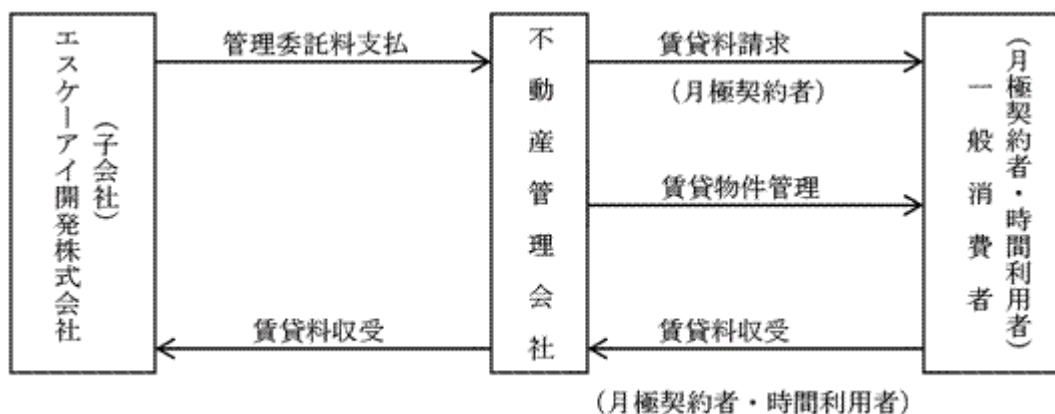 エスケーアイ開発株式会社
（子会社）
管理委託料支払
賃貸料収受
不動産管理会社
賃貸料請求
（月極契約者）
賃貸物件管理
賃貸料収受
（月極契約者・時間利用者）
一般消費者
（月極契約者・時間利用者）